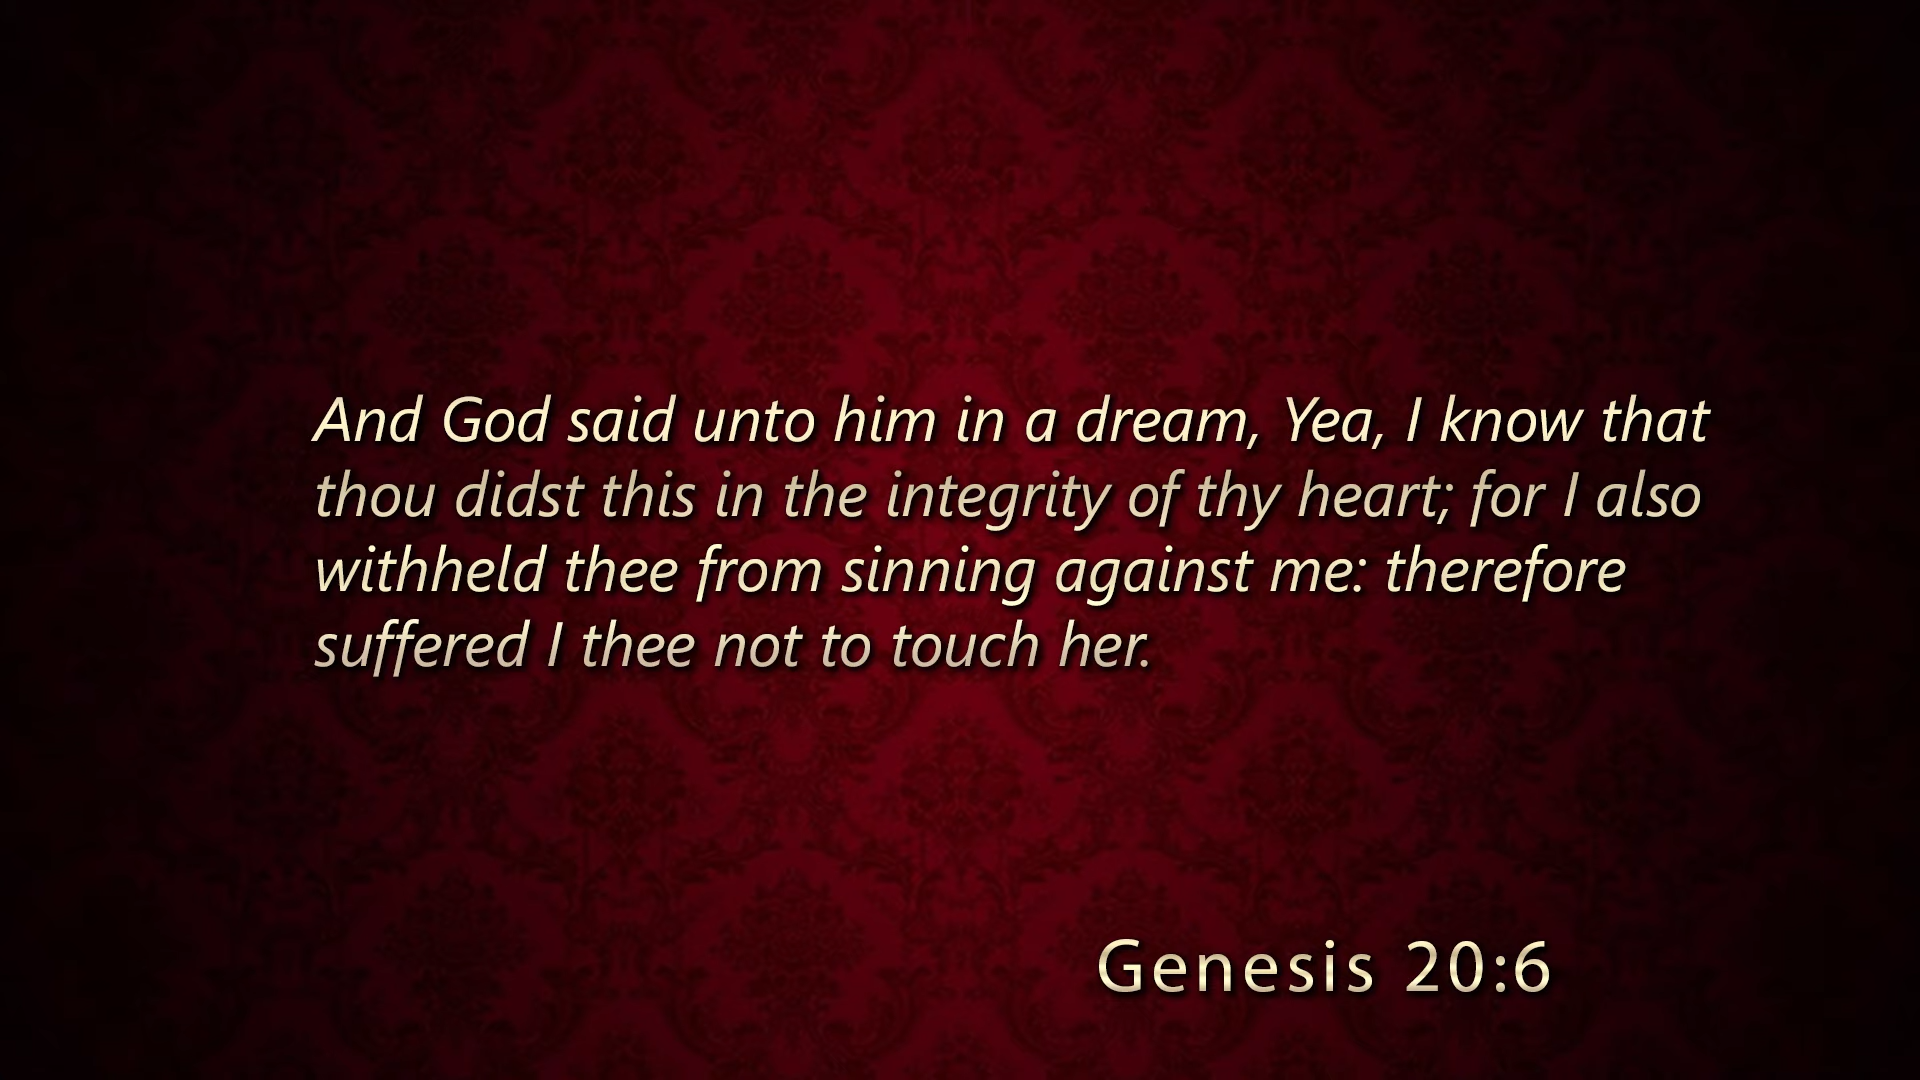 And God said unto him in a dream, Yea, I know that
thou didst this in the integrity of thy heart; for I also
withheld thee from sinning against me: therefore
suffered I thee not to touch her.
Genesis 20:6